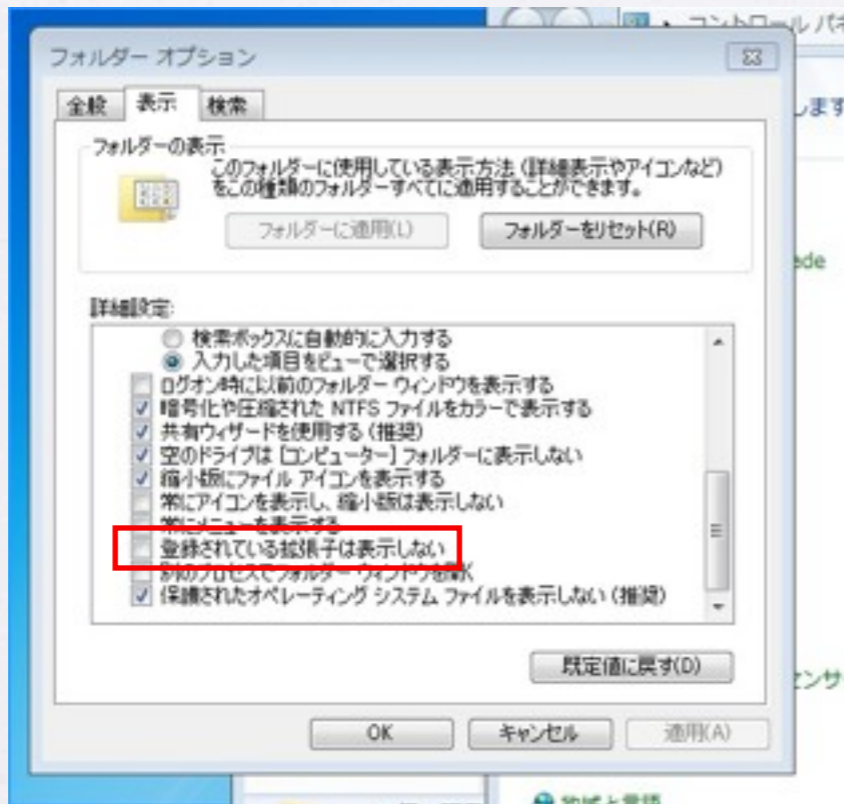 コントロール パネ
フォルダー オプション
全般 表示 検索
します
フォルダーの表示
このフォルダーに使用している表示方法 (詳細表示やアイコンなど)
をこの種類のフォルダーすべてに適用することができます。
フォルダーに適用(L) フォルダーをリセット(R)
ede
詳細設定:
検索ボックスに自動的に入力する
入力した項目をビューで選択する
ログオン時に以前のフォルダー ウィンドウを表示する
暗号化や圧縮された NTFS ファイルをカラーで表示する
共有ウィザードを使用する (推奨)
空のドライブは [コンピューター] フォルダーに表示しない
縮小版にファイル アイコンを表示する
常にアイコンを表示し、縮小版は表示しない
常にメニューを表示する
登録されている拡張子は表示しない
別のプロセスでフォルダー ウィンドウを開く
保護されたオペレーティング システム ファイルを表示しない (推奨)
既定値に戻す(D)
センサー
OK キャンセル 適用(A)
地域と言語